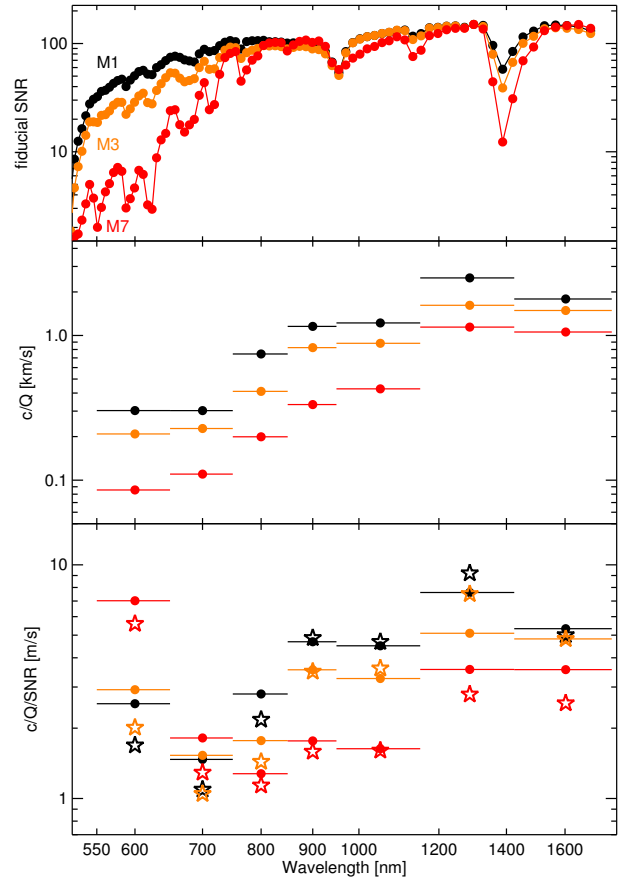 100
10
fiducial SNR
M1
M3
M7
1.0
0.1
c/Q [km/s]
10
1
c/Q/SNR [m/s]
550 600 700 800 900 1000 1200 1400 1600
Wavelength [nm]